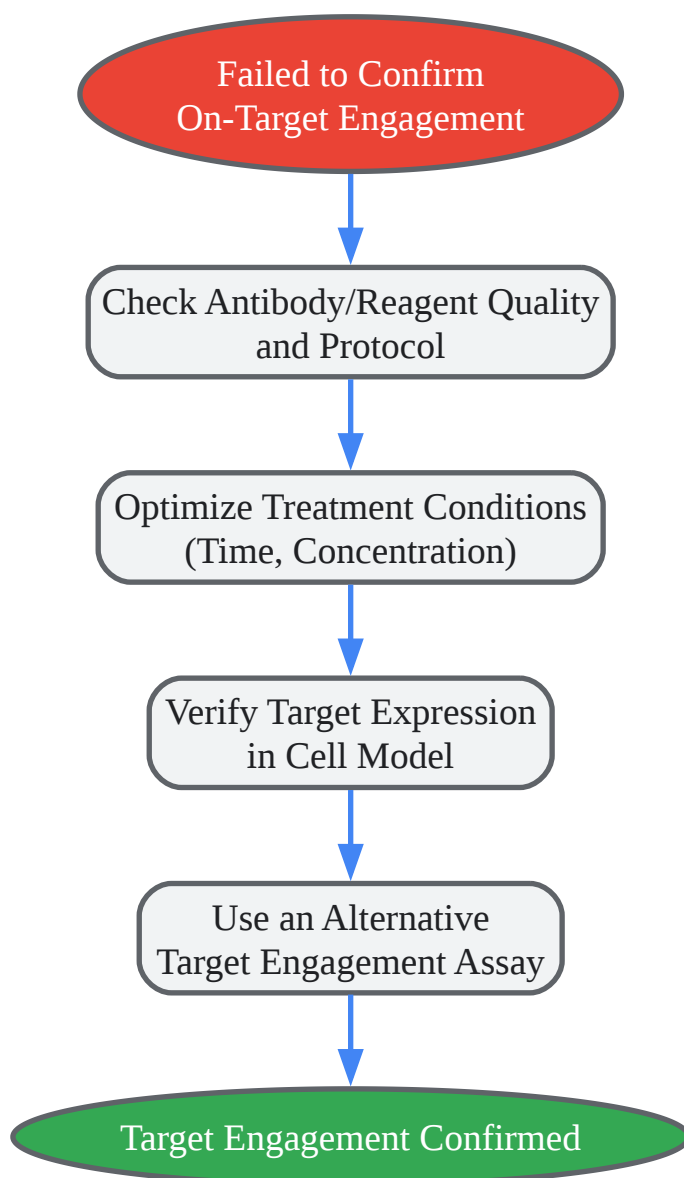 Failed to Confirm
On-Target Engagement
Check Antibody/Reagent Quality
and Protocol
Optimize Treatment Conditions
(Time, Concentration)
Verify Target Expression
in Cell Model
Use an Alternative
Target Engagement Assay
Target Engagement Confirmed